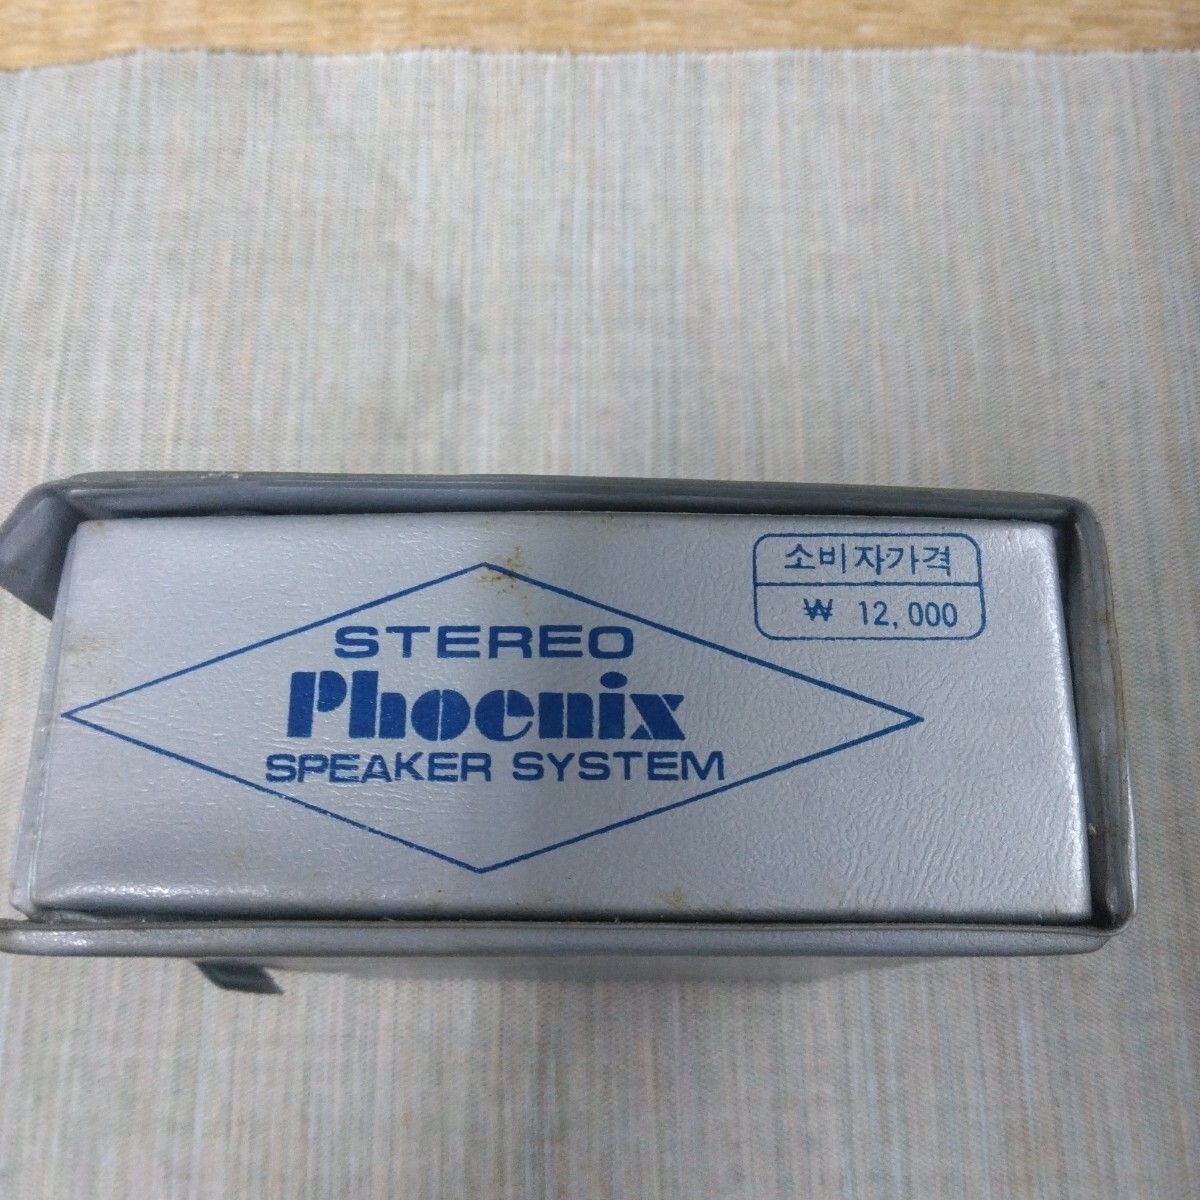 소비자가격
₩ 12,000
STEREO
Phoenix
SPEAKER SYSTEM